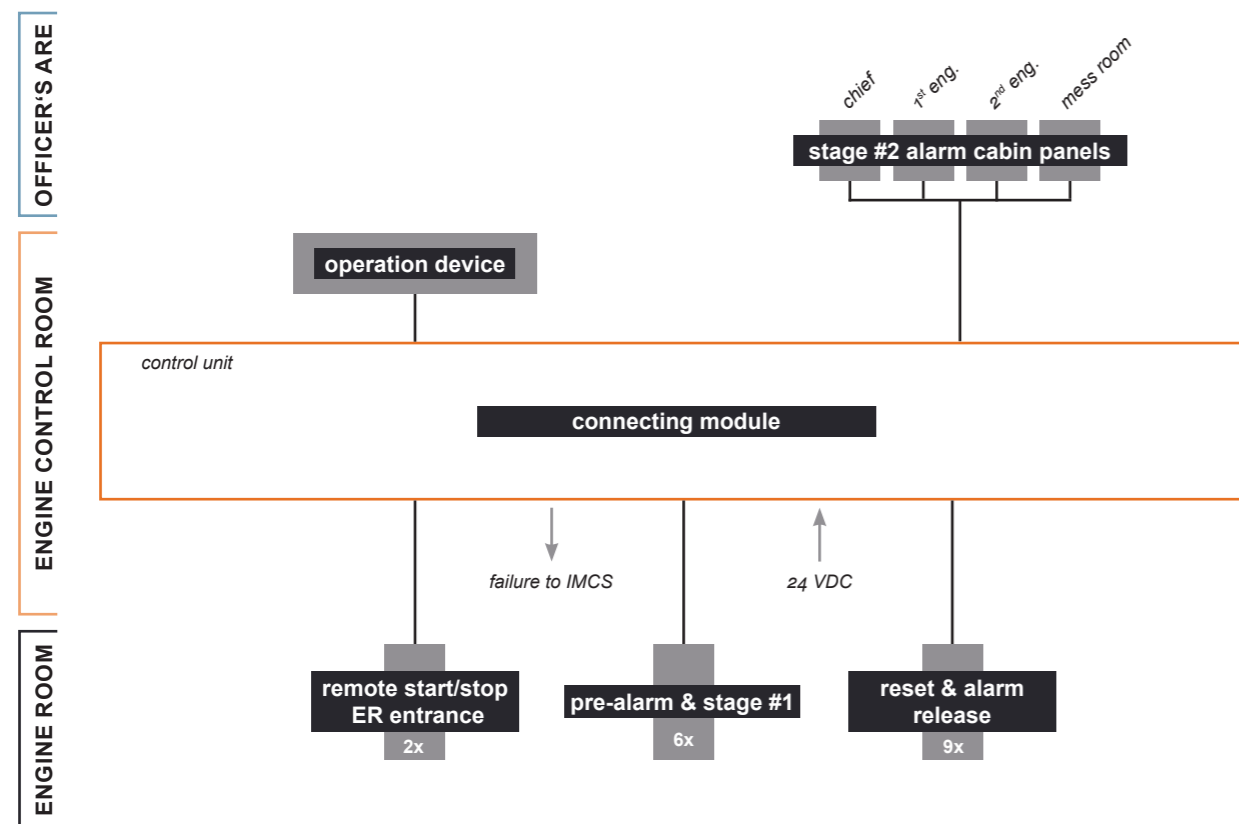 OFFICER'S ARE
chief
1st eng.
2nd eng.
mess room
stage #2 alarm cabin panels
ENGINE CONTROL ROOM
operation device
control unit
connecting module
failure to IMCS
24 VDC
ENGINE ROOM
remote start/stop
ER entrance
2x
pre-alarm & stage #1
6x
reset & alarm
release
9x